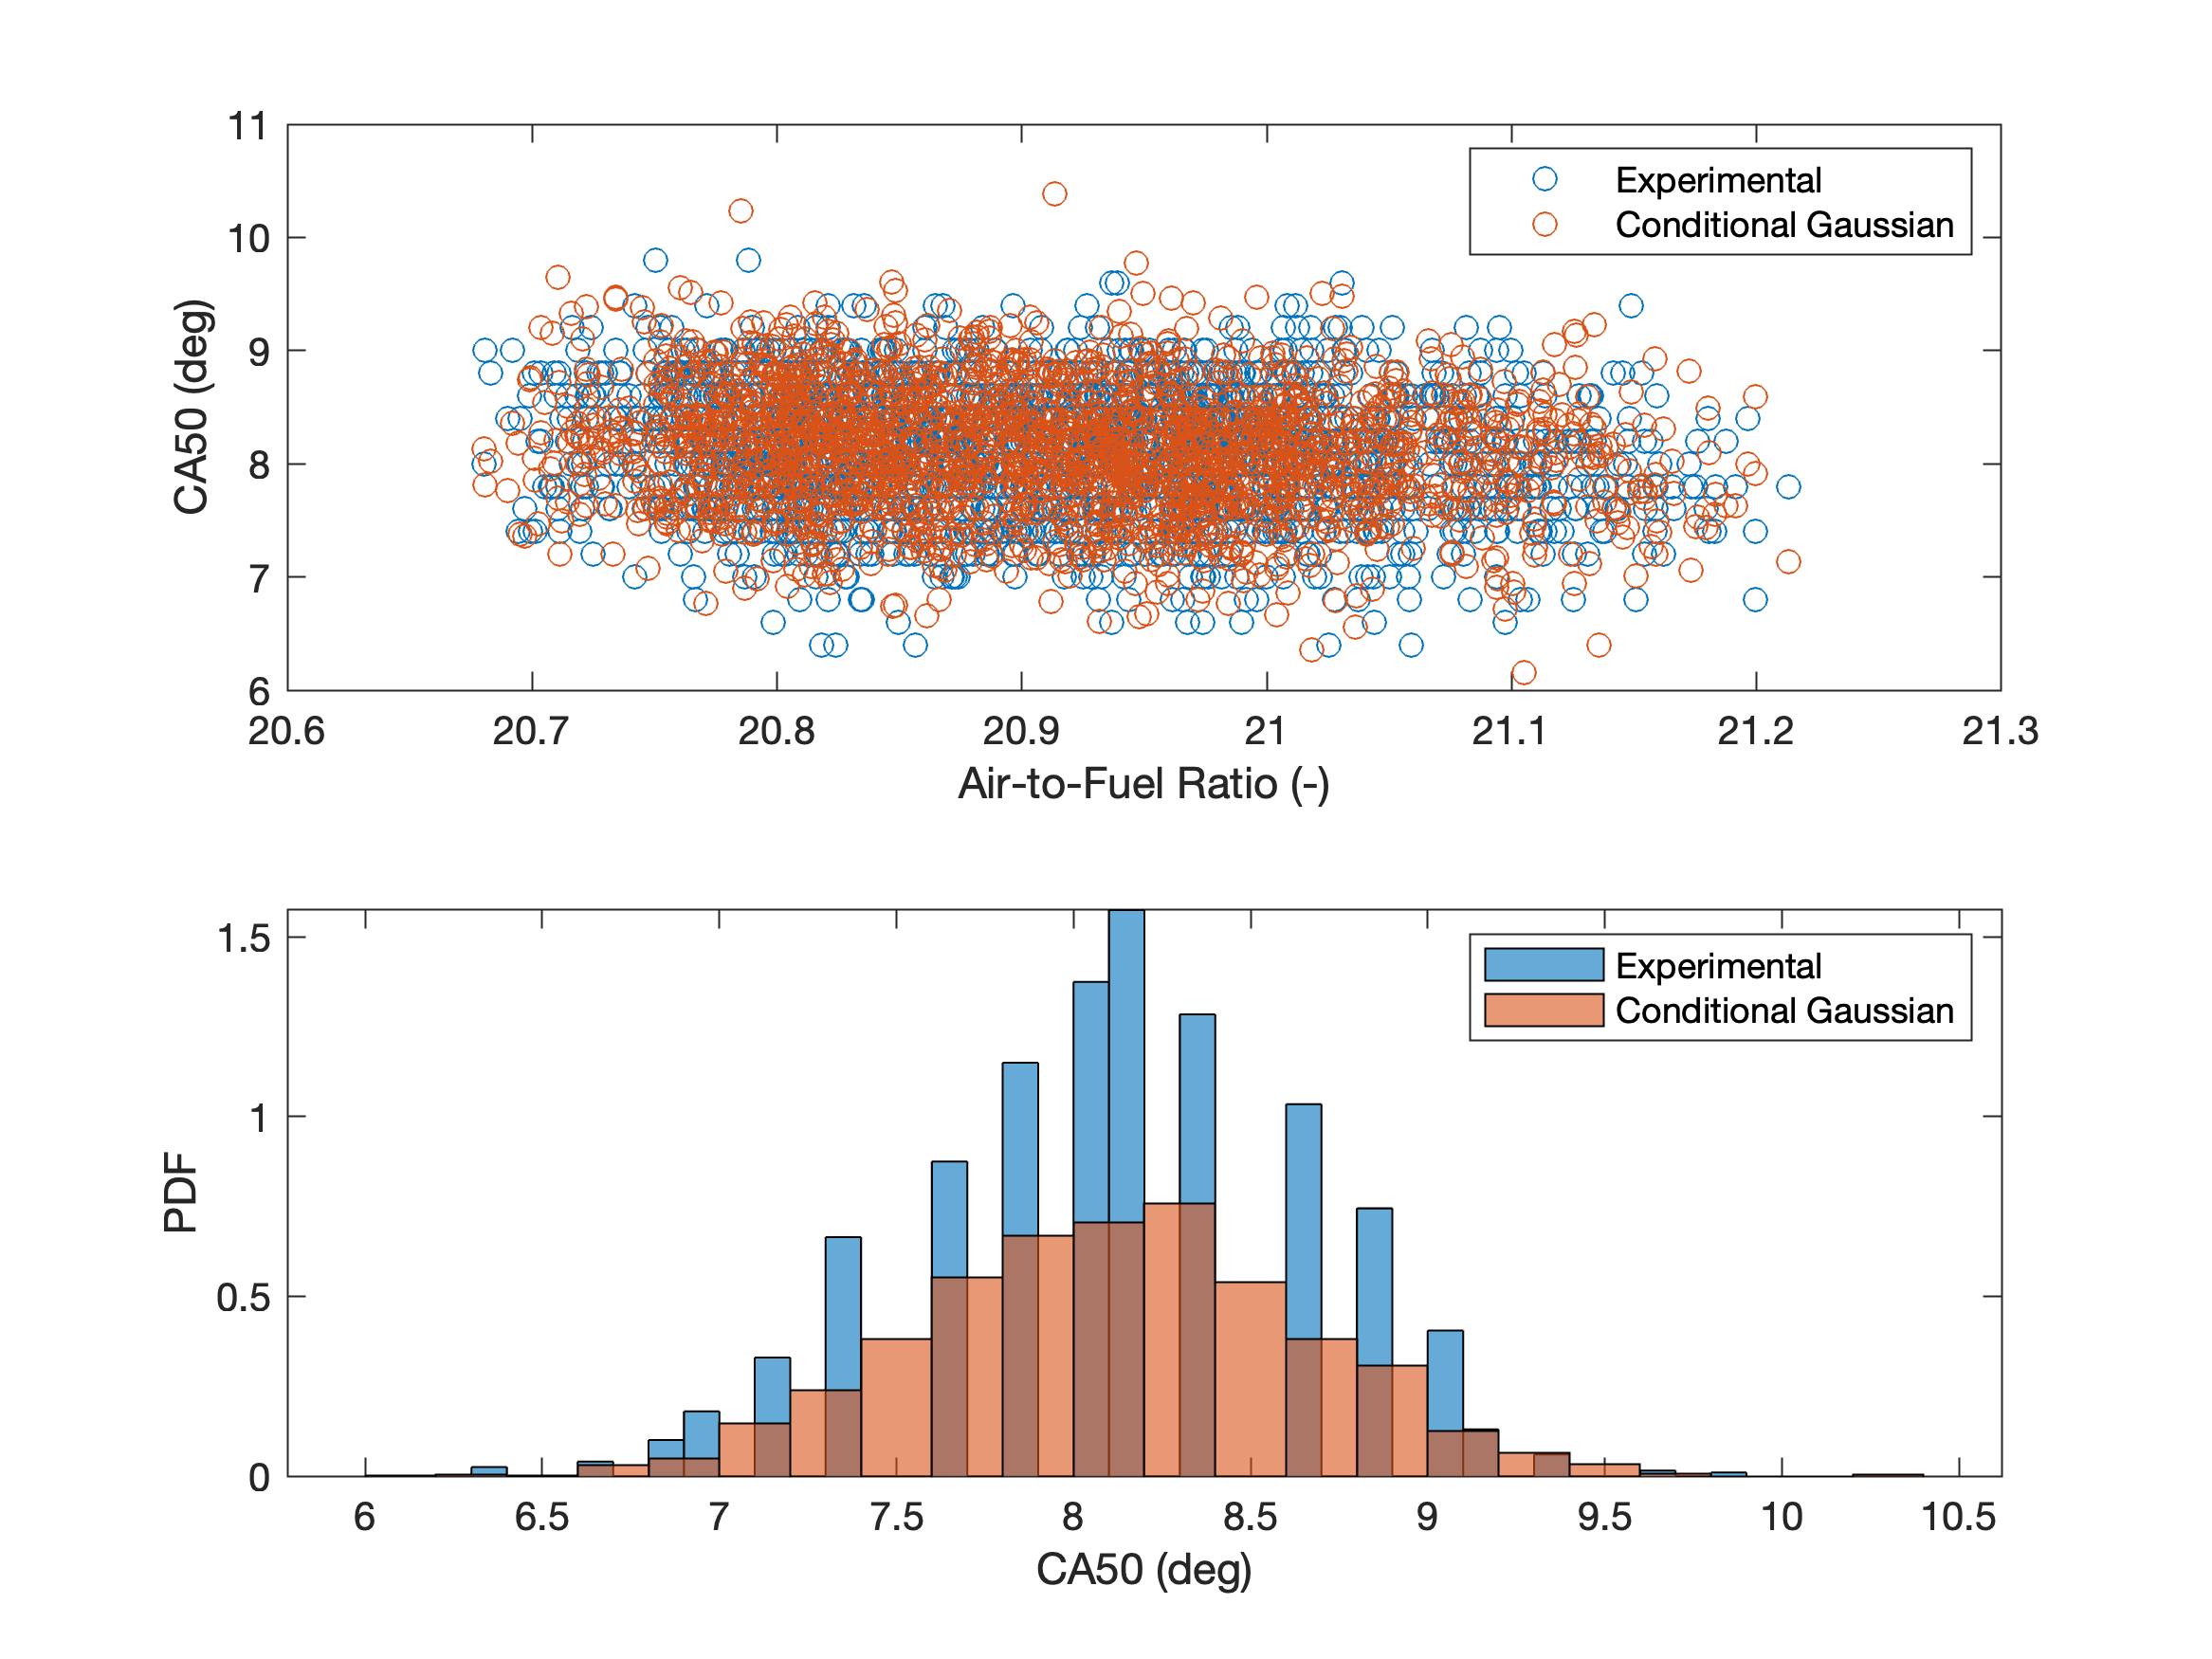 11
10
9
8
7
6
CA50 (deg)
Experimental
Conditional Gaussian
20.6 20.7 20.8 20.9 21 21.1 21.2 21.3
Air-to-Fuel Ratio (-)
1.5
1
0.5
0
PDF
Experimental
Conditional Gaussian
6 6.5 7 7.5 8 8.5 9 9.5 10 10.5
CA50 (deg)